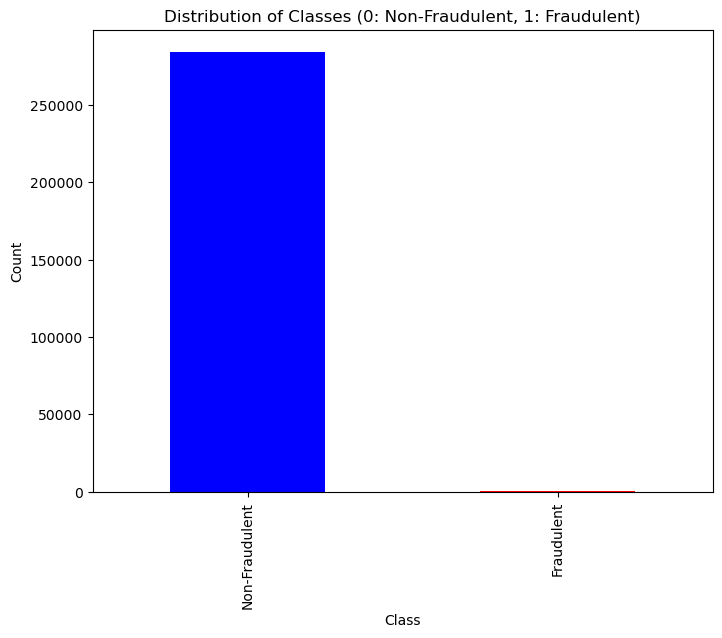 Distribution of Classes (0: Non-Fraudulent, 1: Fraudulent)
250000
200000
150000
100000
50000
0
Count
Non-Fraudulent
Fraudulent
Class